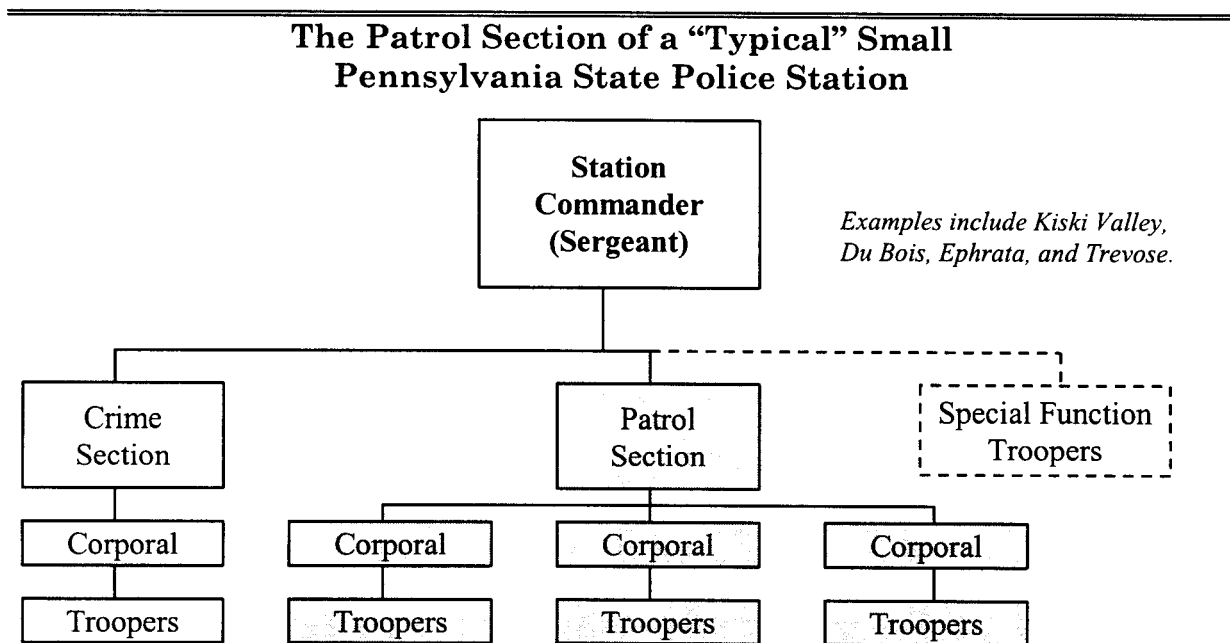 The Patrol Section of a “Typical” Small
Pennsylvania State Police Station
Station
Commander
(Sergeant)
Examples include Kiski Valley,
Du Bois, Ephrata, and Trevose.
Crime
Section
Patrol
Section
Special Function
Troopers
Corporal
Corporal
Corporal
Corporal
Troopers
Troopers
Troopers
Troopers